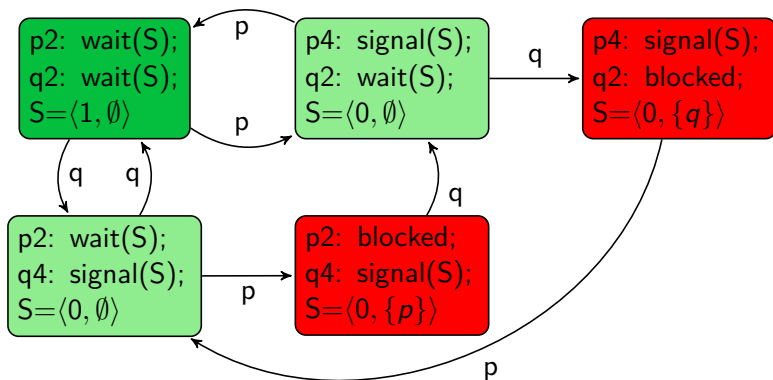 p2: wait(S);
q2: wait(S);
S=⟨1, ∅⟩
p
p
p4: signal(S);
q2: wait(S);
S=⟨0, ∅⟩
q
p4: signal(S);
q2: blocked;
S=⟨0, {q}⟩
q
q
p2: wait(S);
q4: signal(S);
S=⟨0, ∅⟩
p
p2: blocked;
q4: signal(S);
S=⟨0, {p}⟩
q
p